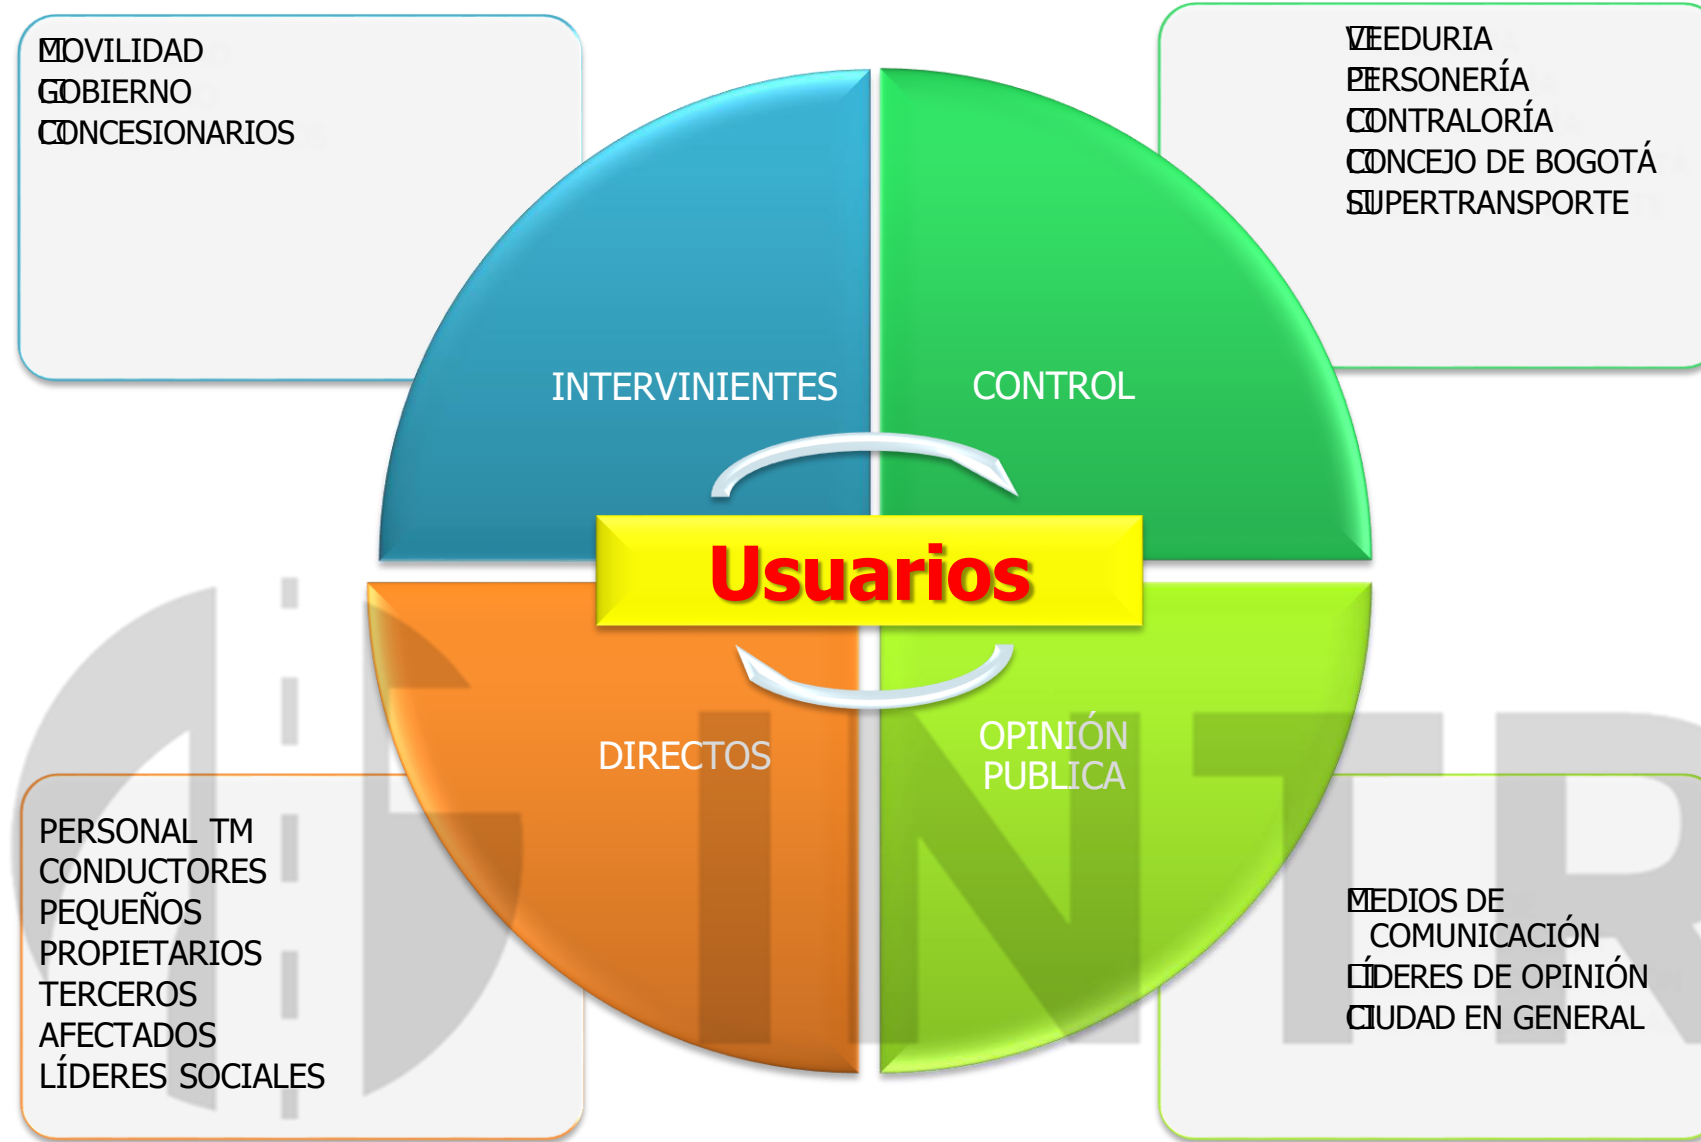 MOVILIDAD
GOBIERNO
CONCESIONARIOS
VEEDURIA
PERSONERÍA
CONTRALORÍA
CONCEJO DE BOGOTÁ
SUPERTRANSPORTE
INTERVINIENTES
CONTROL
Usuarios
DIRECTOS
OPINIÓN
PUBLICA
PERSONAL TM
CONDUCTORES
PEQUEÑOS
PROPIETARIOS
TERCEROS
AFECTADOS
LÍDERES SOCIALES
MEDIOS DE
COMUNICACIÓN
LÍDERES DE OPINIÓN
CIUDAD EN GENERAL
INTR